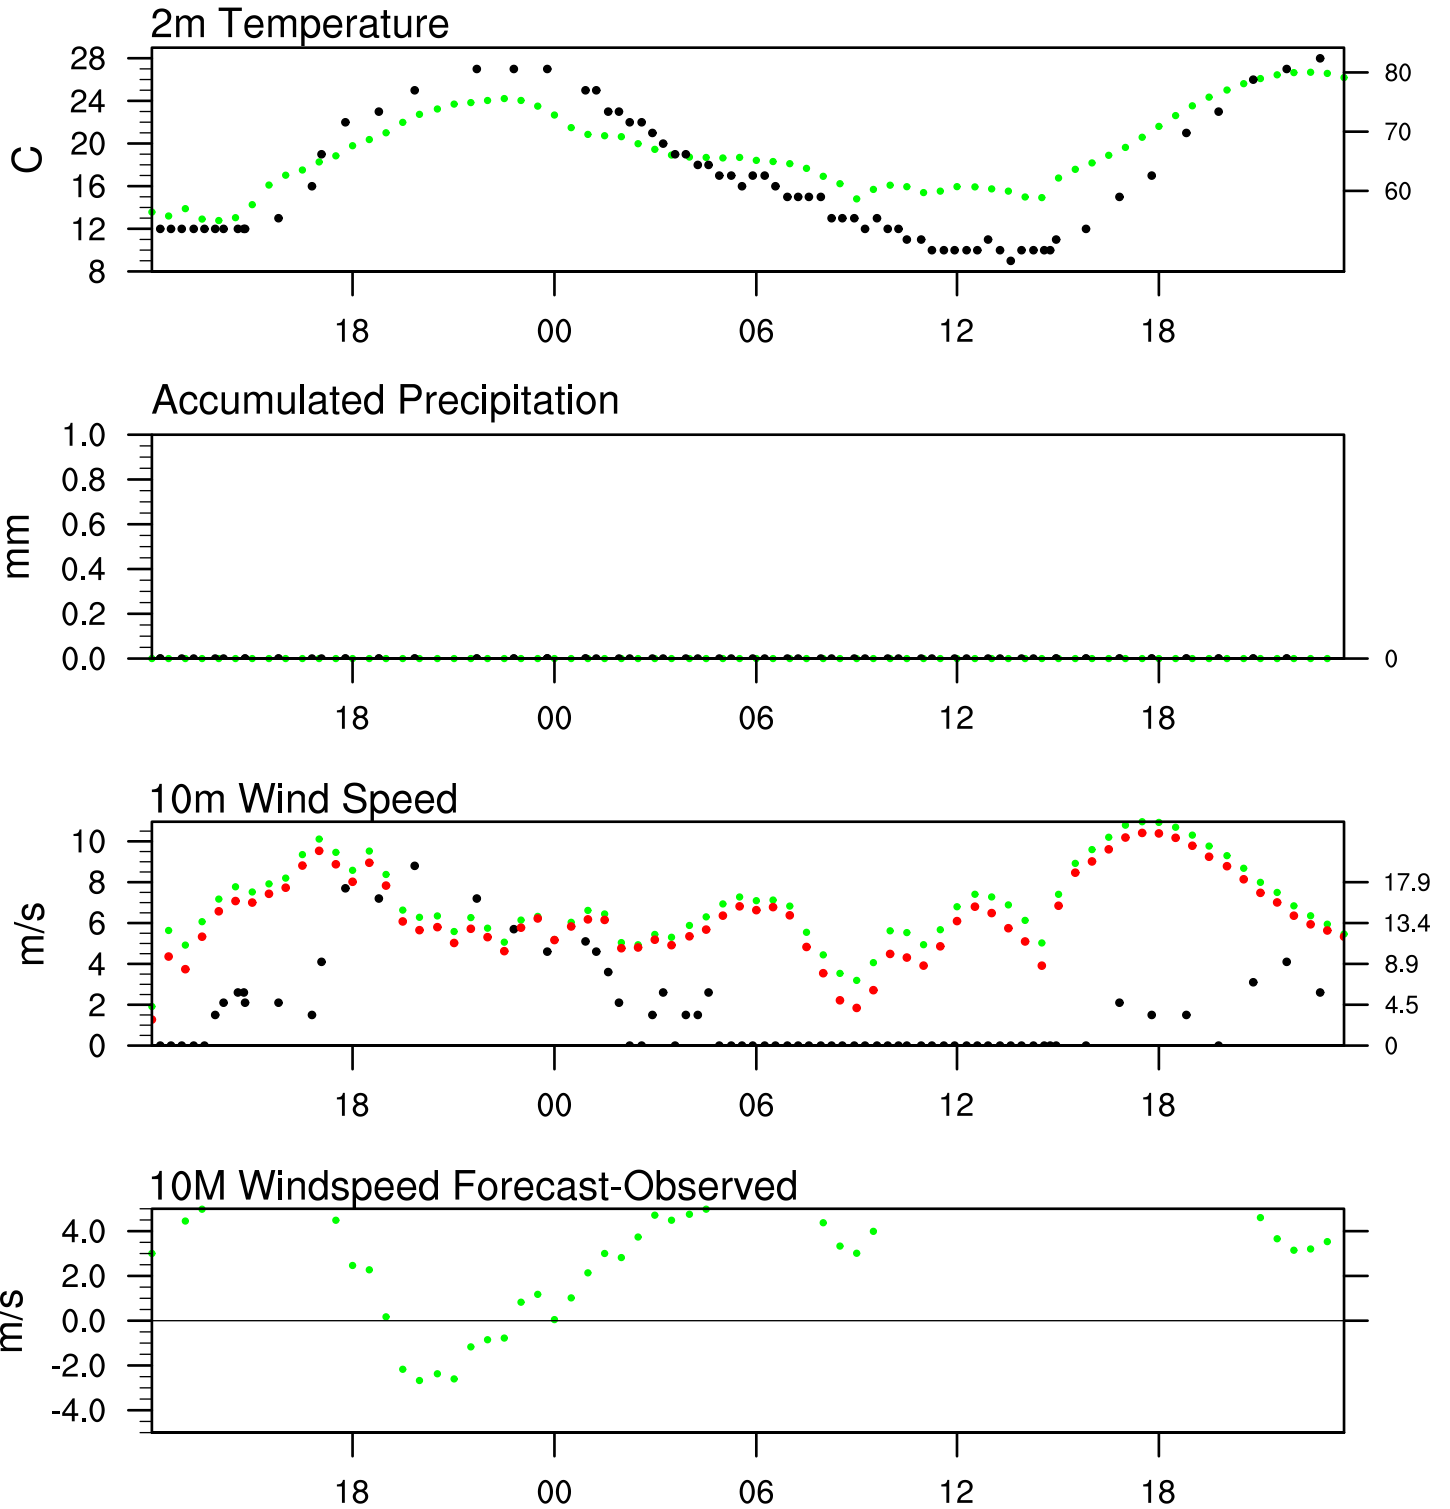 2m Temperature
28
24
20
16
12
8
C
80
70
60
18 00 06 12 18
Accumulated Precipitation
1.0
0.8
0.6
0.4
0.2
0.0
mm
0
18 00 06 12 18
10m Wind Speed
10
8
6
4
2
0
m/s
17.9
13.4
8.9
4.5
0
18 00 06 12 18
10M Windspeed Forecast-Observed
4.0
2.0
0.0
-2.0
-4.0
m/s
18 00 06 12 18